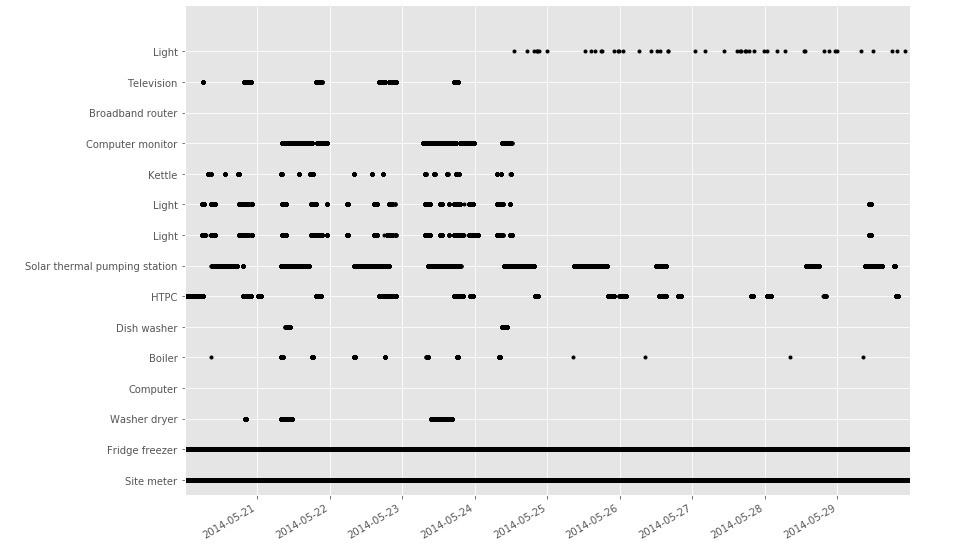 Light
Television
Broadband router
Computer monitor
Kettle
Light
Light
Solar thermal pumping station
HTPC
Dish washer
Boiler
Computer
Washer dryer
Fridge freezer
Site meter
2014-05-21
2014-05-22
2014-05-23
2014-05-24
2014-05-25
2014-05-26
2014-05-27
2014-05-28
2014-05-29